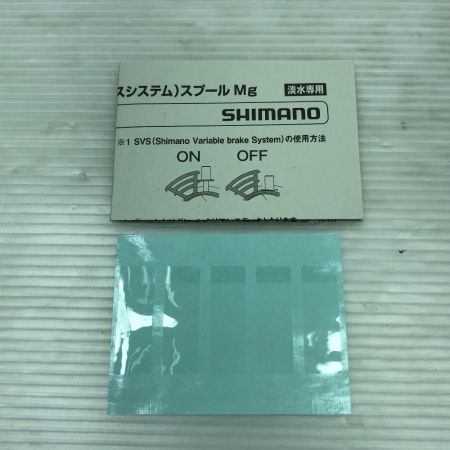 スシステム)スプール Mg 淡水専用
SHIMANO
※1 SVS(Shimano Variable brake System)の使用方法
ON OFF